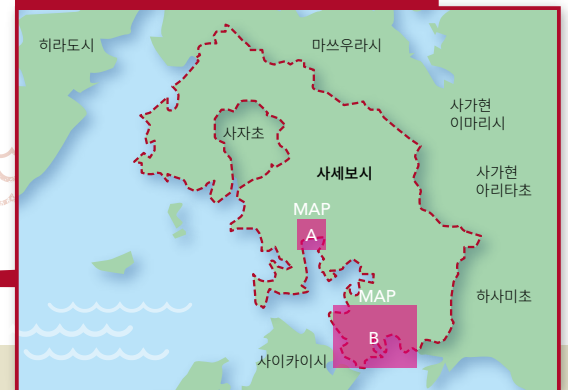 히라도시
마쓰우라시
사가현
이마리시
사자초
사세보시
사가현
아리타초
MAP
A
하사미초
MAP
B
사이카이시